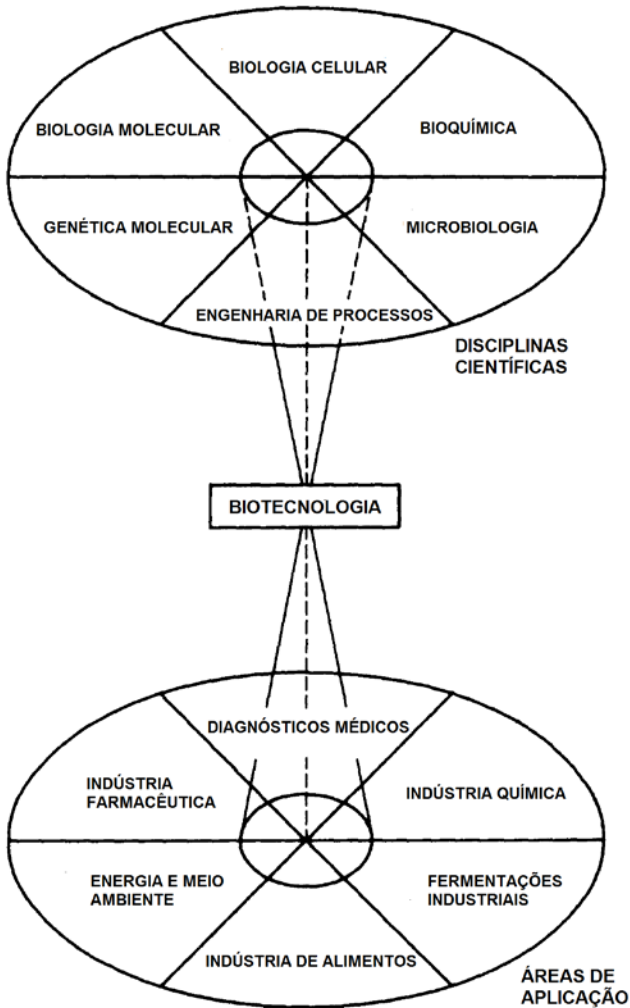 BIOLOGIA CELULAR
BIOLOGIA MOLECULAR
BIOQUÍMICA
GENÉTICA MOLECULAR
MICROBIOLOGIA
ENGENHARIA DE PROCESSOS
DISCIPLINAS
CIENTÍFICAS
BIOTECNOLOGIA
DIAGNÓSTICOS MÉDICOS
INDÚSTRIA
FARMACÊUTICA
INDÚSTRIA QUÍMICA
ENERGIA E MEIO
AMBIENTE
FERMENTAÇÕES
INDUSTRIAIS
INDÚSTRIA DE ALIMENTOS
ÁREAS DE
APLICAÇÃO